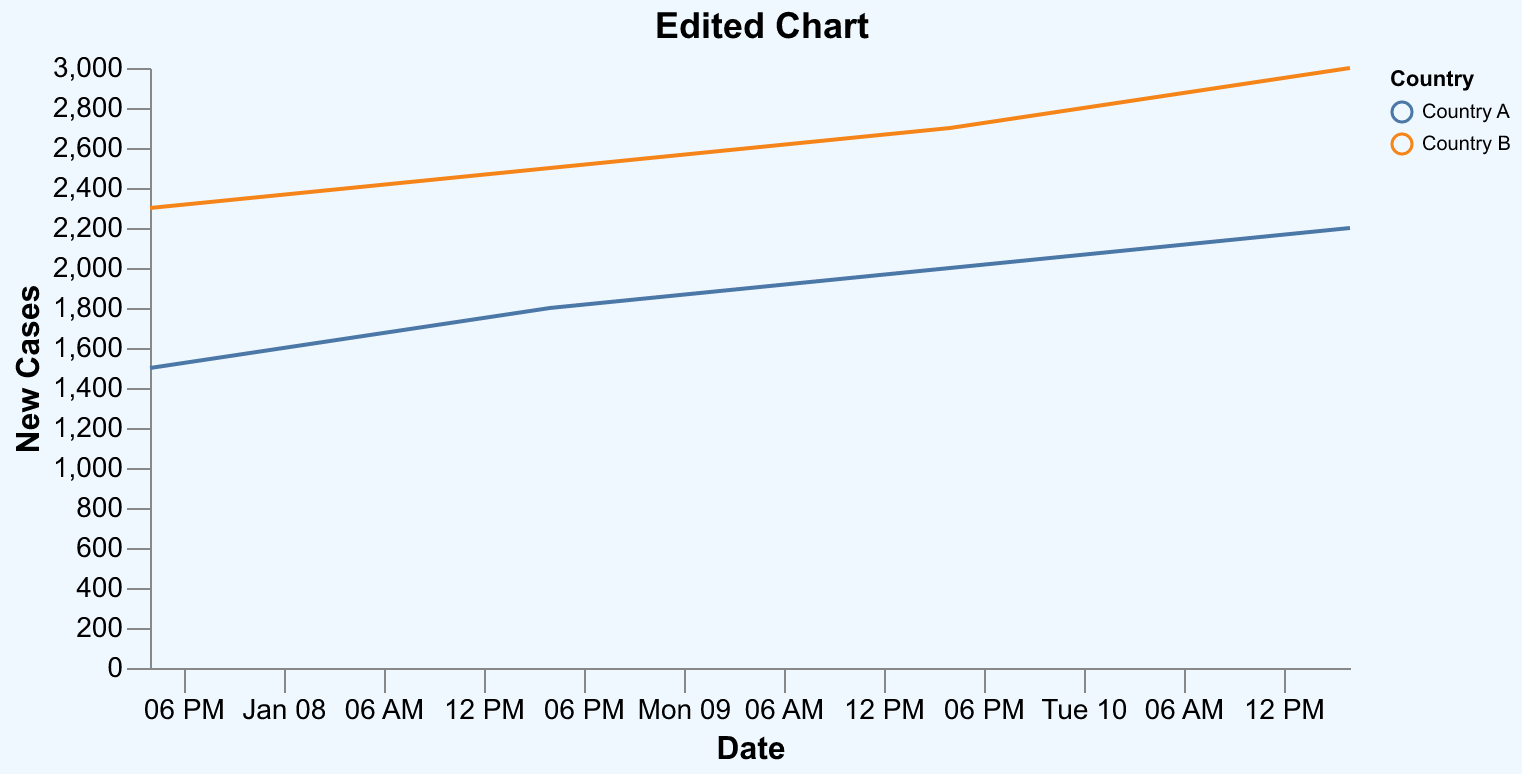 Edited Chart
3,000
2,800
2,600
2,400
2,200
2,000
1,800
1,600
1,400
1,200
1,000
800
600
400
200
0
New Cases
06 PM Jan 08 06 AM 12 PM 06 PM Mon 09 06 AM 12 PM 06 PM Tue 10 06 AM 12 PM
Date
Country
Country A
Country B